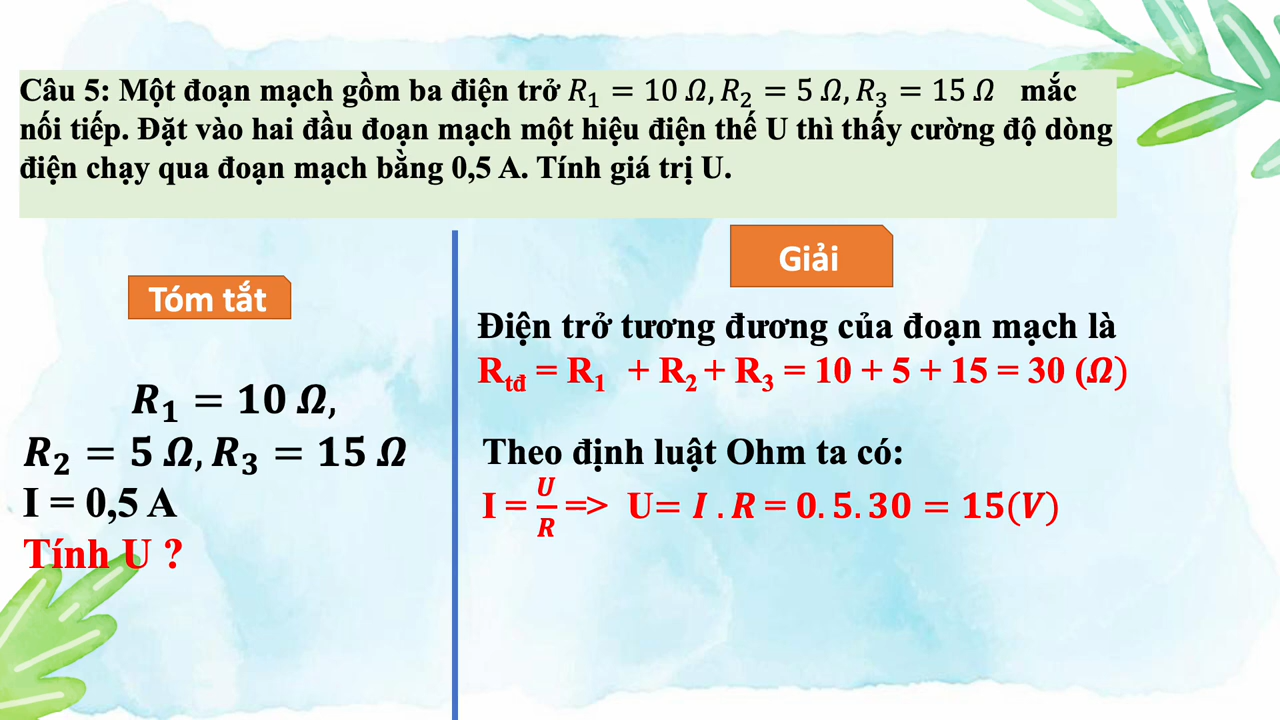 Câu 5: Một đoạn mạch gồm ba điện trở R₁ = 10 Ω, R₂ = 5 Ω, R₃ = 15 Ω mắc
nối tiếp. Đặt vào hai đầu đoạn mạch một hiệu điện thế U thì thấy cường độ dòng
điện chạy qua đoạn mạch bằng 0,5 A. Tính giá trị U.
Tóm tắt
R₁ = 10 Ω,
R₂ = 5 Ω, R₃ = 15 Ω
I = 0,5 A
Tính U ?
Giải
Điện trở tương đương của đoạn mạch là
Rtđ = R₁ + R₂ + R₃ = 10 + 5 + 15 = 30 (Ω)
Theo định luật Ohm ta có:
I = U/R => U= I . R = 0. 5. 30 = 15(V)